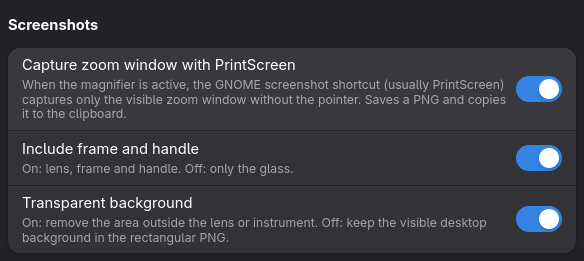 Screenshots
Capture zoom window with PrintScreen
When the magnifier is active, the GNOME screenshot shortcut (usually PrintScreen)
captures only the visible zoom window without the pointer. Saves a PNG and copies
it to the clipboard.
Include frame and handle
On: lens, frame and handle. Off: only the glass.
Transparent background
On: remove the area outside the lens or instrument. Off: keep the visible desktop
background in the rectangular PNG.